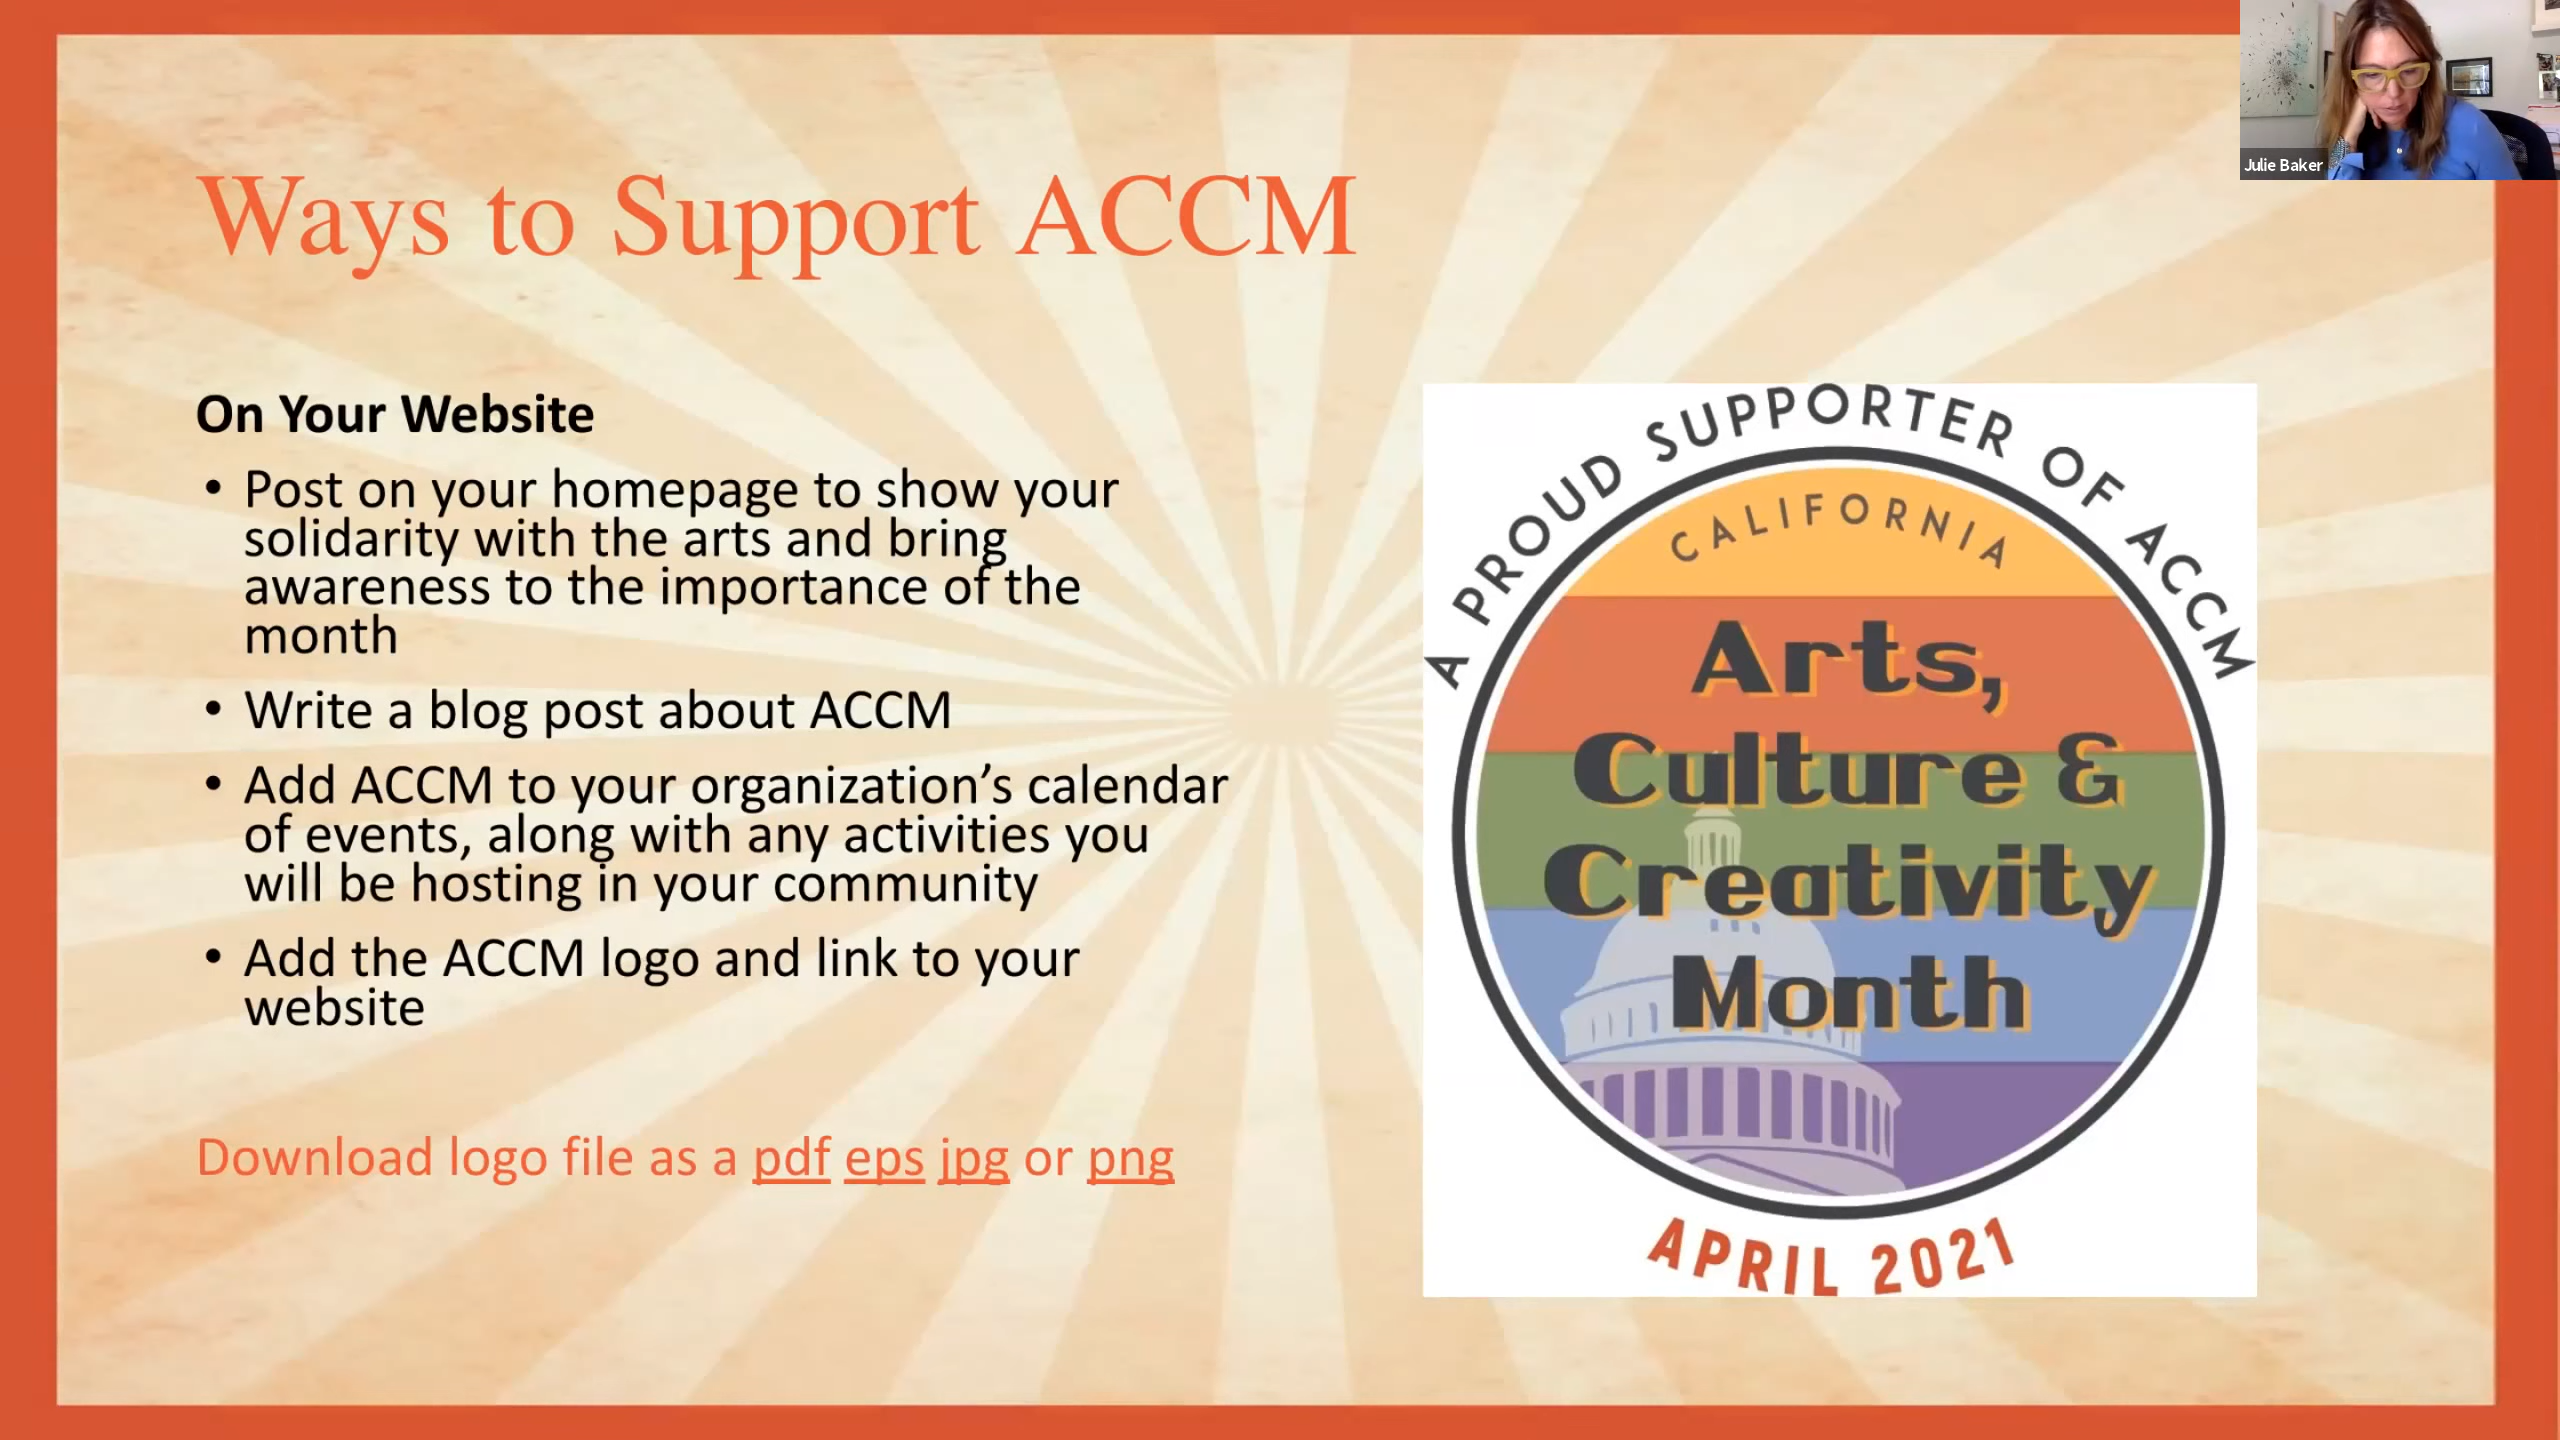 Julie Baker
Ways to Support ACCM
On Your Website
• Post on your homepage to show your
solidarity with the arts and bring
awareness to the importance of the
month
• Write a blog post about ACCM
• Add ACCM to your organization’s calendar
of events, along with any activities you
will be hosting in your community
• Add the ACCM logo and link to your
website
Download logo file as a pdf eps jpg or png
A PROUD SUPPORTER OF ACCM
CALIFORNIA
Arts,
Culture &
Creativity
Month
APRIL 2021